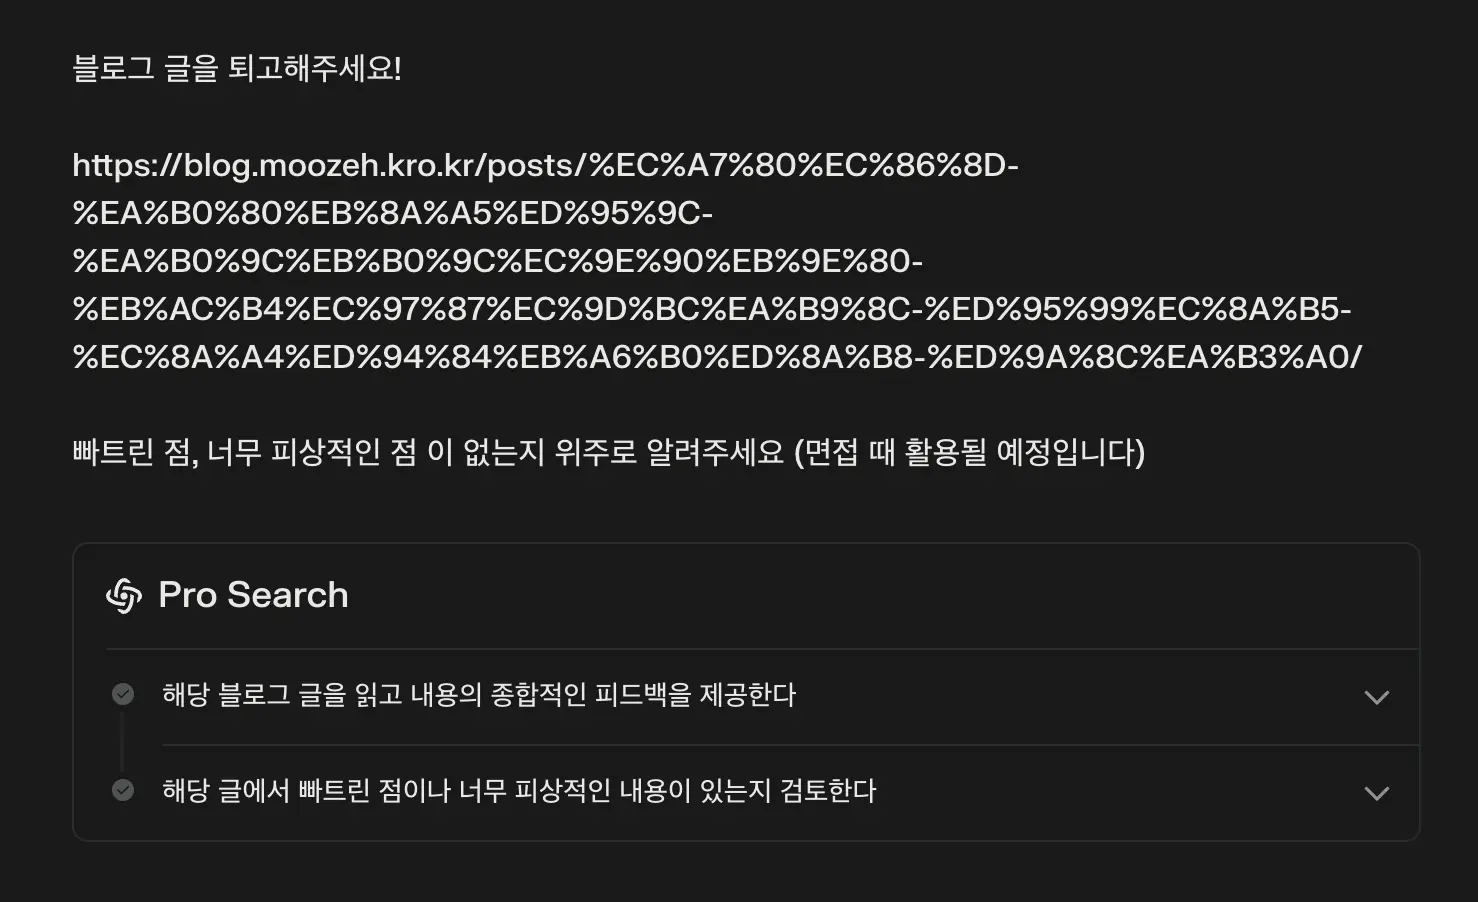 블로그 글을 퇴고해주세요!
https://blog.moozeh.kro.kr/posts/%EC%A7%80%EC%86%8D-
%EA%B0%80%EB%8A%A5%ED%95%9C-
%EA%B0%9C%EB%B0%9C%EC%9E%90%EB%9E%80-
%EB%AC%B4%EC%97%87%EC%9D%BC%EA%B9%8C-%ED%95%99%EC%8A%B5-
%EC%8A%A4%ED%94%84%EB%A6%B0%ED%8A%B8-%ED%9A%8C%EA%B3%A0/
빠트린 점, 너무 피상적인 점 이 없는지 위주로 알려주세요 (면접 때 활용될 예정입니다)
Pro Search
해당 블로그 글을 읽고 내용의 종합적인 피드백을 제공한다
해당 글에서 빠트린 점이나 너무 피상적인 내용이 있는지 검토한다